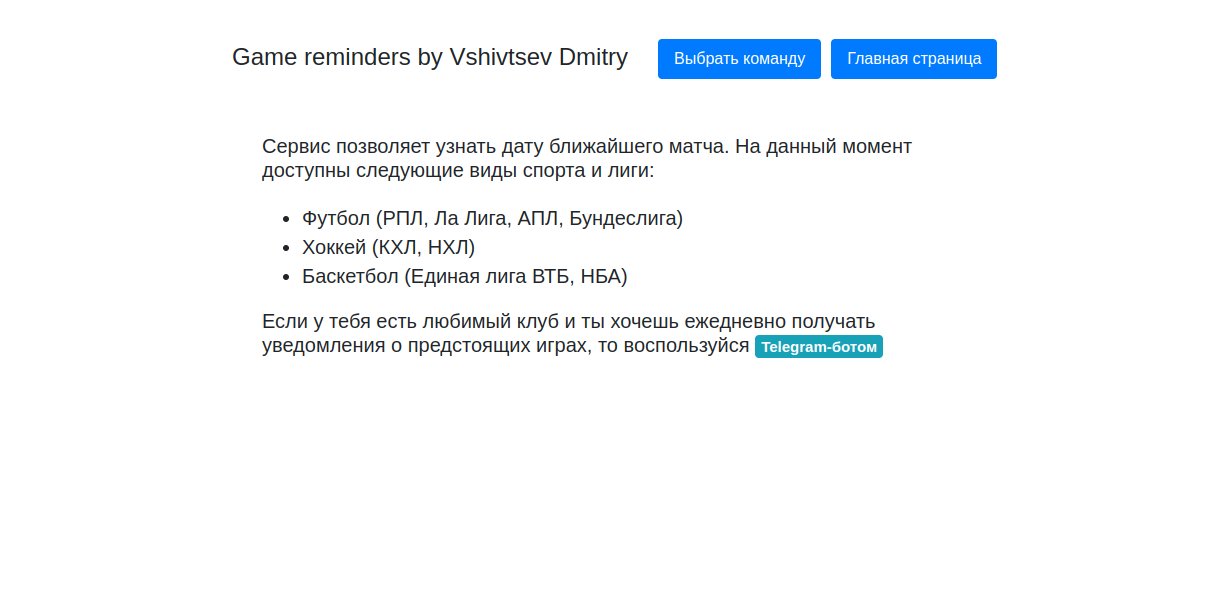 Game reminders by Vshivtsev Dmitry
Выбрать команду
Главная страница
Сервис позволяет узнать дату ближайшего матча. На данный момент
доступны следующие виды спорта и лиги:
• Футбол (РПЛ, Ла Лига, АПЛ, Бундеслига)
• Хоккей (КХЛ, НХЛ)
• Баскетбол (Единая лига ВТБ, НБА)
Если у тебя есть любимый клуб и ты хочешь ежедневно получать
уведомления о предстоящих играх, то воспользуйся Telegram-ботом